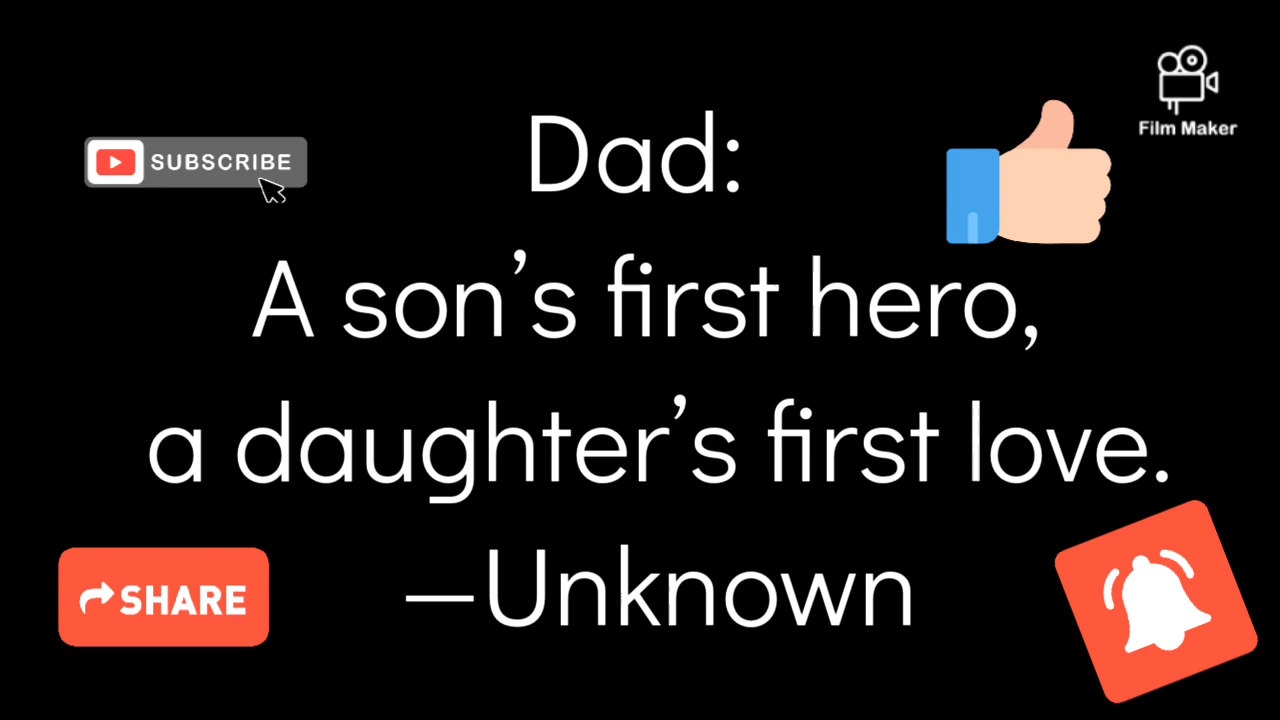 Film Maker
SUBSCRIBE
Dad:
A son’s first hero,
a daughter’s first love.
SHARE
—Unknown